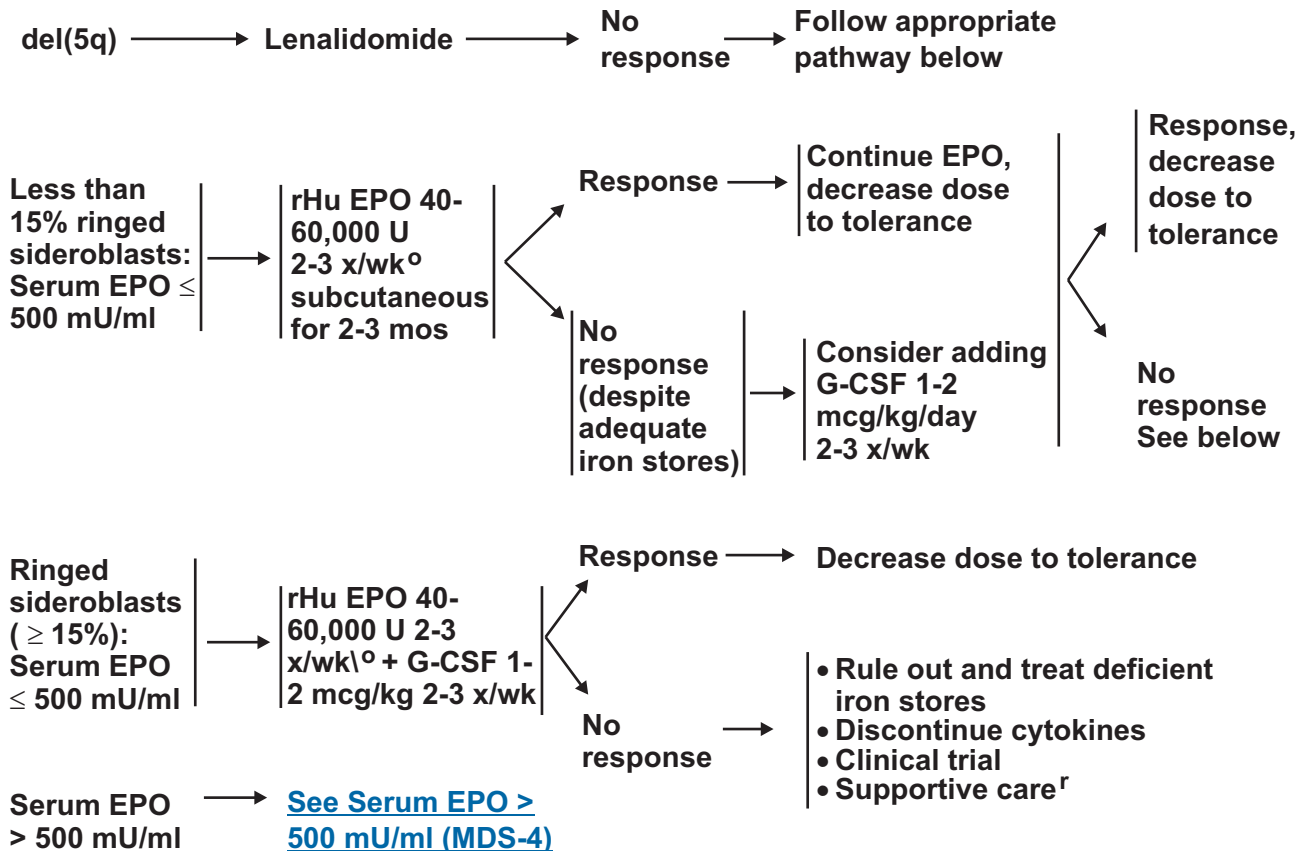 del(5q)
Lenalidomide
No
response
Follow appropriate
pathway below
Less than
15% ringed
sideroblasts:
Serum EPO ≤
500 mU/ml
rHu EPO 40-
60,000 U
2-3 x/wkᵒ
subcutaneous
for 2-3 mos
Response
Continue EPO,
decrease dose
to tolerance
No
response
(despite
adequate
iron stores)
Consider adding
G-CSF 1-2
mcg/kg/day
2-3 x/wk
Response,
decrease
dose to
tolerance
No
response
See below
Ringed
sideroblasts
( ≥ 15%):
Serum EPO
≤ 500 mU/ml
rHu EPO 40-
60,000 U 2-3
x/wk\ᵒ + G-CSF 1-
2 mcg/kg 2-3 x/wk
Response
Decrease dose to tolerance
No
response
• Rule out and treat deficient
iron stores
• Discontinue cytokines
• Clinical trial
• Supportive careʳ
Serum EPO
> 500 mU/ml
See Serum EPO >
500 mU/ml (MDS-4)